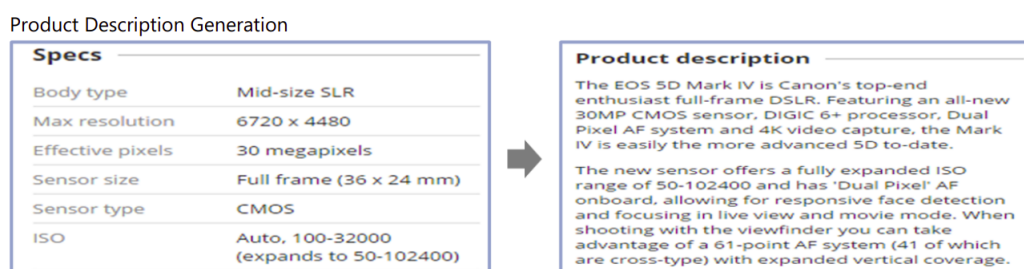 Product Description Generation
Specs
Body type Mid-size SLR
Max resolution 6720 x 4480
Effective pixels 30 megapixels
Sensor size Full frame (36 x 24 mm)
Sensor type CMOS
ISO Auto, 100-32000
(expands to 50-102400)
Product description
The EOS 5D Mark IV is Canon's top-end
enthusiast full-frame DSLR. Featuring an all-new
30MP CMOS sensor, DIGIC 6+ processor, Dual
Pixel AF system and 4K video capture, the Mark
IV is easily the more advanced 5D to-date.
The new sensor offers a fully expanded ISO
range of 50-102400 and has 'Dual Pixel' AF
onboard, allowing for responsive face detection
and focusing in live view and movie mode. When
shooting with the viewfinder you can take
advantage of a 61-point AF system (41 of which
are cross-type) with expanded vertical coverage.